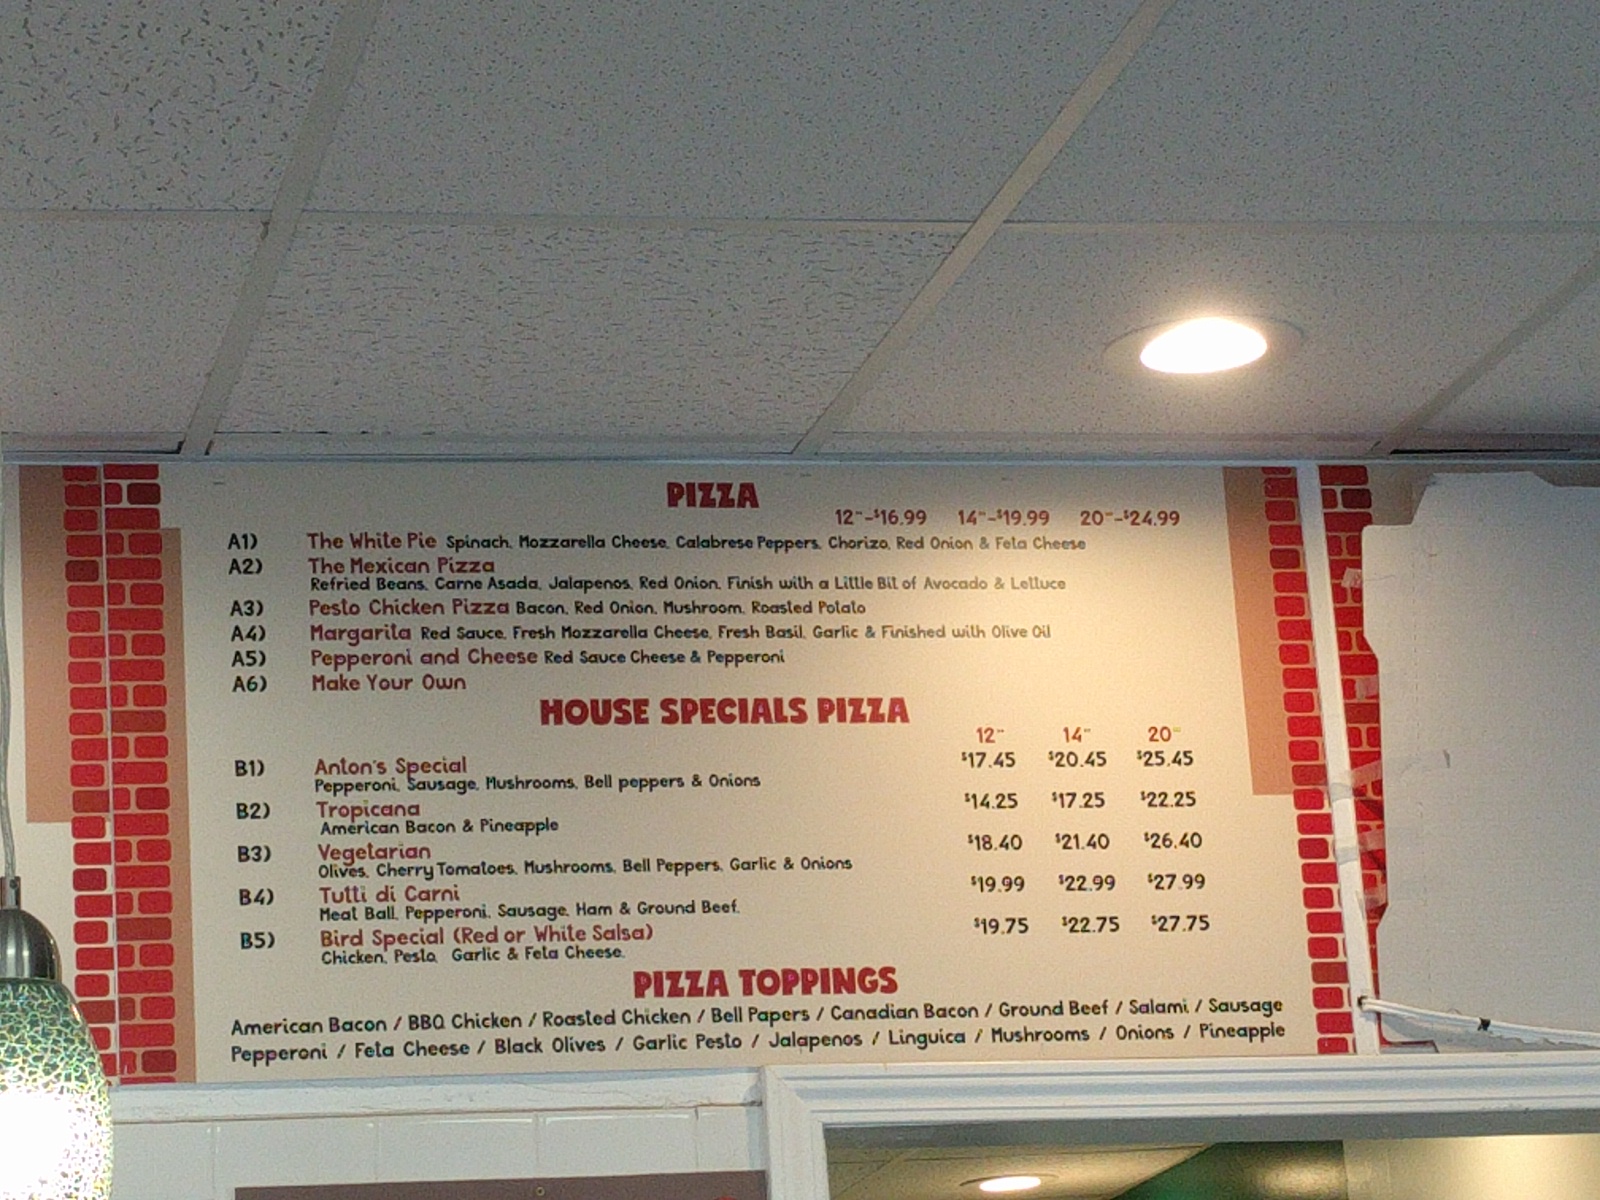 PIZZA
12"-$16.99 14"-$19.99 20"-$24.99
A1) The White Pie Spinach, Mozzarella Cheese, Calabrese Peppers, Chorizo, Red Onion & Feta Cheese
A2) The Mexican Pizza
Refried Beans, Carne Asada, Jalapenos, Red Onion, Finish with a Little Bit of Avocado & Lettuce
A3) Pesto Chicken Pizza Bacon, Red Onion, Mushroom, Roasted Potato
A4) Margarita Red Sauce, Fresh Mozzarella Cheese, Fresh Basil, Garlic & Finished with Olive Oil
A5) Pepperoni and Cheese Red Sauce Cheese & Pepperoni
A6) Make Your Own
HOUSE SPECIALS PIZZA
12" 14" 20"
B1) Anton's Special $17.45 $20.45 $25.45
Pepperoni, Sausage, Mushrooms, Bell peppers & Onions
B2) Tropicana $14.25 $17.25 $22.25
American Bacon & Pineapple
B3) Vegetarian $18.40 $21.40 $26.40
Olives, Cherry Tomatoes, Mushrooms, Bell Peppers, Garlic & Onions
B4) Tutti di Carni $19.99 $22.99 $27.99
Meat Ball, Pepperoni, Sausage, Ham & Ground Beef.
B5) Bird Special (Red or White Salsa) $19.75 $22.75 $27.75
Chicken, Pesto, Garlic & Feta Cheese.
PIZZA TOPPINGS
American Bacon / BBQ Chicken / Roasted Chicken / Bell Papers / Canadian Bacon / Ground Beef / Salami / Sausage
Pepperoni / Feta Cheese / Black Olives / Garlic Pesto / Jalapenos / Linguica / Mushrooms / Onions / Pineapple